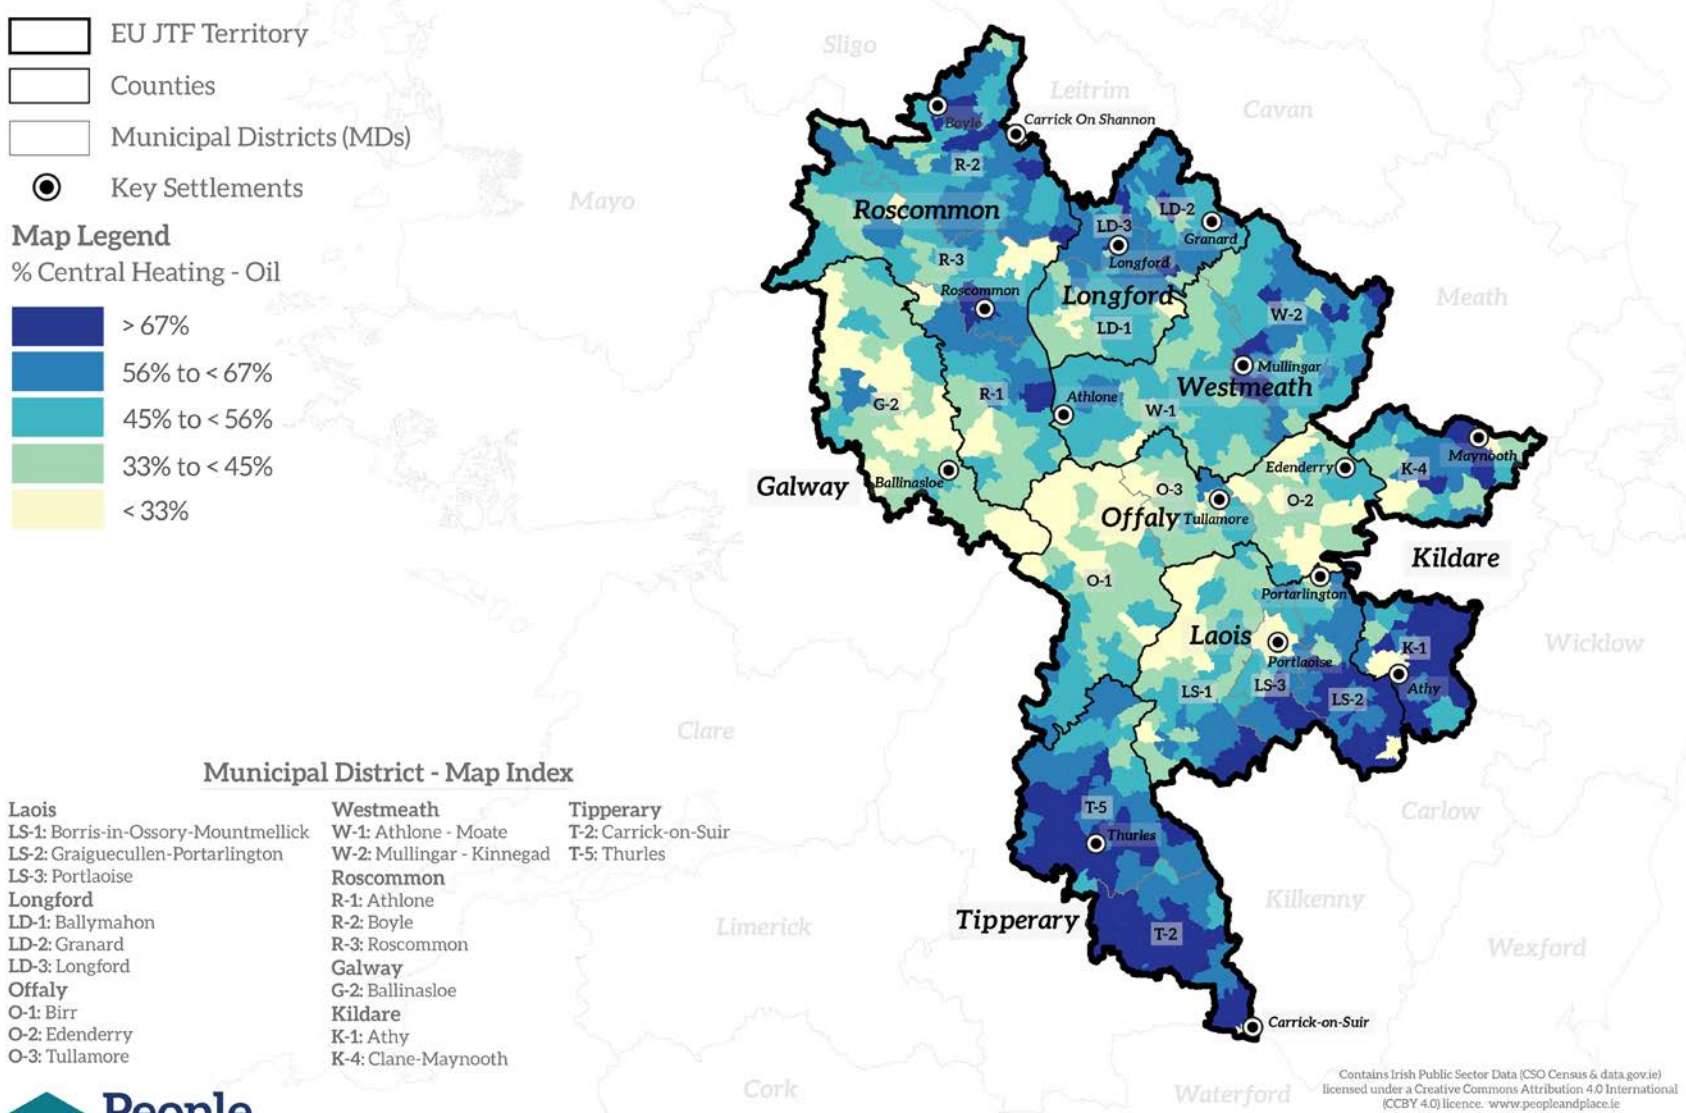 EU JTF Territory
Counties
Municipal Districts (MDs)
Key Settlements
Map Legend
% Central Heating - Oil
> 67%
56% to < 67%
45% to < 56%
33% to < 45%
< 33%
Sligo
Leitrim
Cavan
Mayo
Meath
Wicklow
Clare
Carlow
Kilkenny
Limerick
Wexford
Cork
Waterford
Boyle
Carrick On Shannon
R-2
Roscommon
LD-2
LD-3
Granard
Longford
R-3
Roscommon
Longford
LD-1
W-2
Mullingar
Westmeath
G-2
R-1
Athlone
W-1
Galway
Ballinasloe
Edenderry
K-4
Maynooth
O-3
O-2
Offaly
Tullamore
Kildare
O-1
Portarlington
Laois
Portlaoise
K-1
Athy
LS-1
LS-3
LS-2
T-5
Thurles
Tipperary
T-2
Carrick-on-Suir
Municipal District - Map Index
Laois
LS-1: Borris-in-Ossory-Mountmellick
LS-2: Graiguecullen-Portarlington
LS-3: Portlaoise
Longford
LD-1: Ballymahon
LD-2: Granard
LD-3: Longford
Offaly
O-1: Birr
O-2: Edenderry
O-3: Tullamore
Westmeath
W-1: Athlone - Moate
W-2: Mullingar - Kinnegad
Roscommon
R-1: Athlone
R-2: Boyle
R-3: Roscommon
Galway
G-2: Ballinasloe
Kildare
K-1: Athy
K-4: Clane-Maynooth
Tipperary
T-2: Carrick-on-Suir
T-5: Thurles
People
Contains Irish Public Sector Data (CSO Census & data.gov.ie)
licensed under a Creative Commons Attribution 4.0 International
(CCBY 4.0) licence. www.peopleandplace.ie